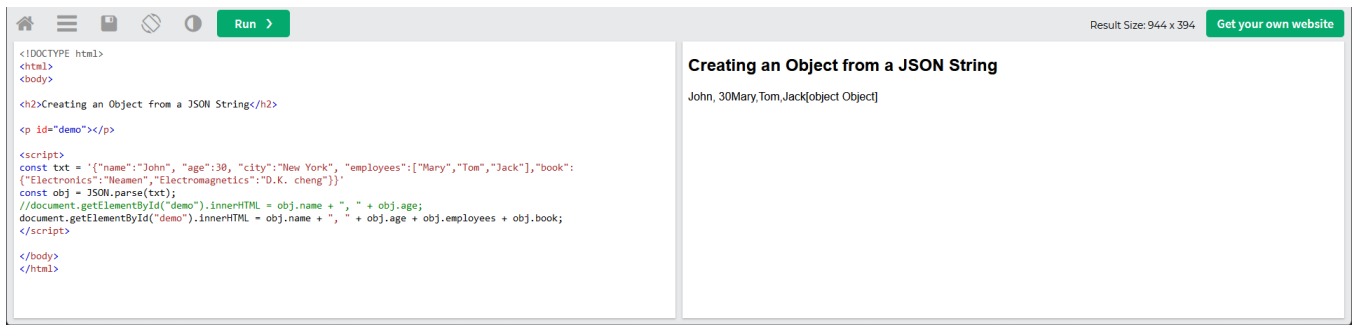 Run ❯
Result Size: 944 x 394
Get your own website
<!DOCTYPE html>
<html>
<body>
<h2>Creating an Object from a JSON String</h2>
<p id="demo"></p>
<script>
const txt = '{"name":"John", "age":30, "city":"New York", "employees":["Mary","Tom","Jack"],"book":
{"Electronics":"Neamen","Electromagnetics":"D.K. cheng"}}'
const obj = JSON.parse(txt);
//document.getElementById("demo").innerHTML = obj.name + ", " + obj.age;
document.getElementById("demo").innerHTML = obj.name + ", " + obj.age + obj.employees + obj.book;
</script>
</body>
</html>
Creating an Object from a JSON String
John, 30Mary,Tom,Jack[object Object]